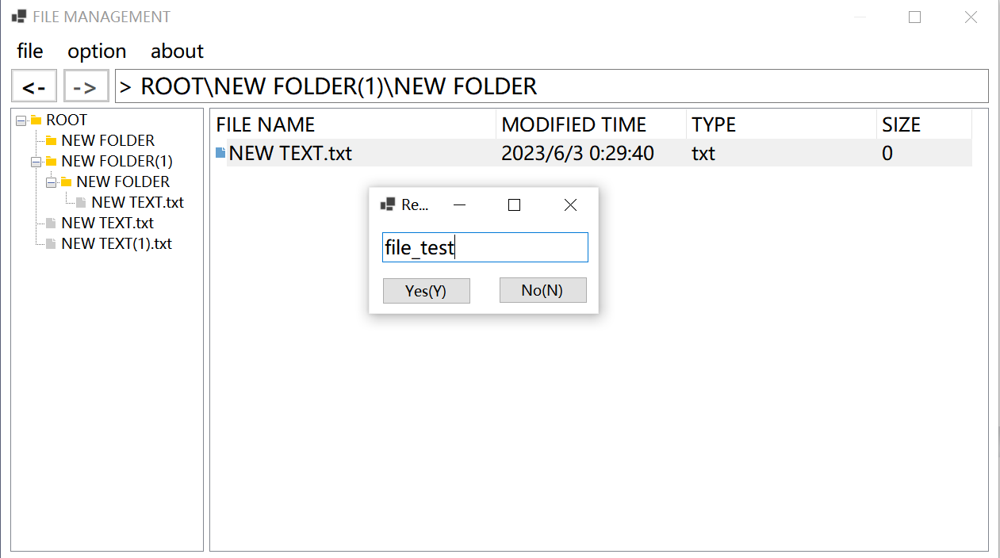 FILE MANAGEMENT
file option about
<- -> > ROOT\NEW FOLDER(1)\NEW FOLDER
ROOT
NEW FOLDER
NEW FOLDER(1)
NEW FOLDER
NEW TEXT.txt
NEW TEXT.txt
NEW TEXT(1).txt
FILE NAME MODIFIED TIME TYPE SIZE
NEW TEXT.txt 2023/6/3 0:29:40 txt 0
Re...
file_test
Yes(Y) No(N)